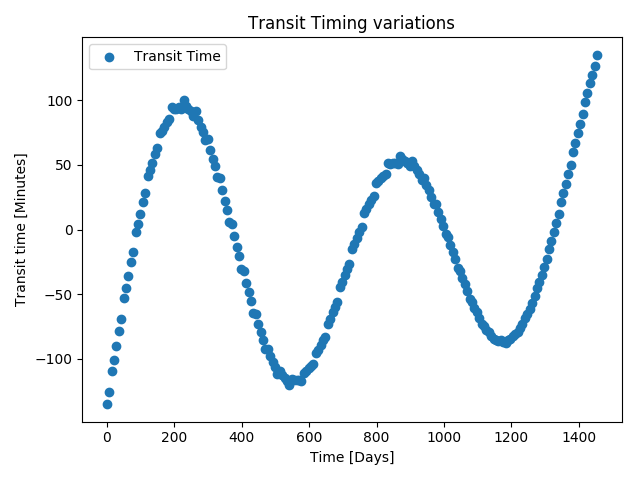 Transit Timing variations
Transit Time
Transit time [Minutes]
100
50
0
−50
−100
0 200 400 600 800 1000 1200 1400
Time [Days]